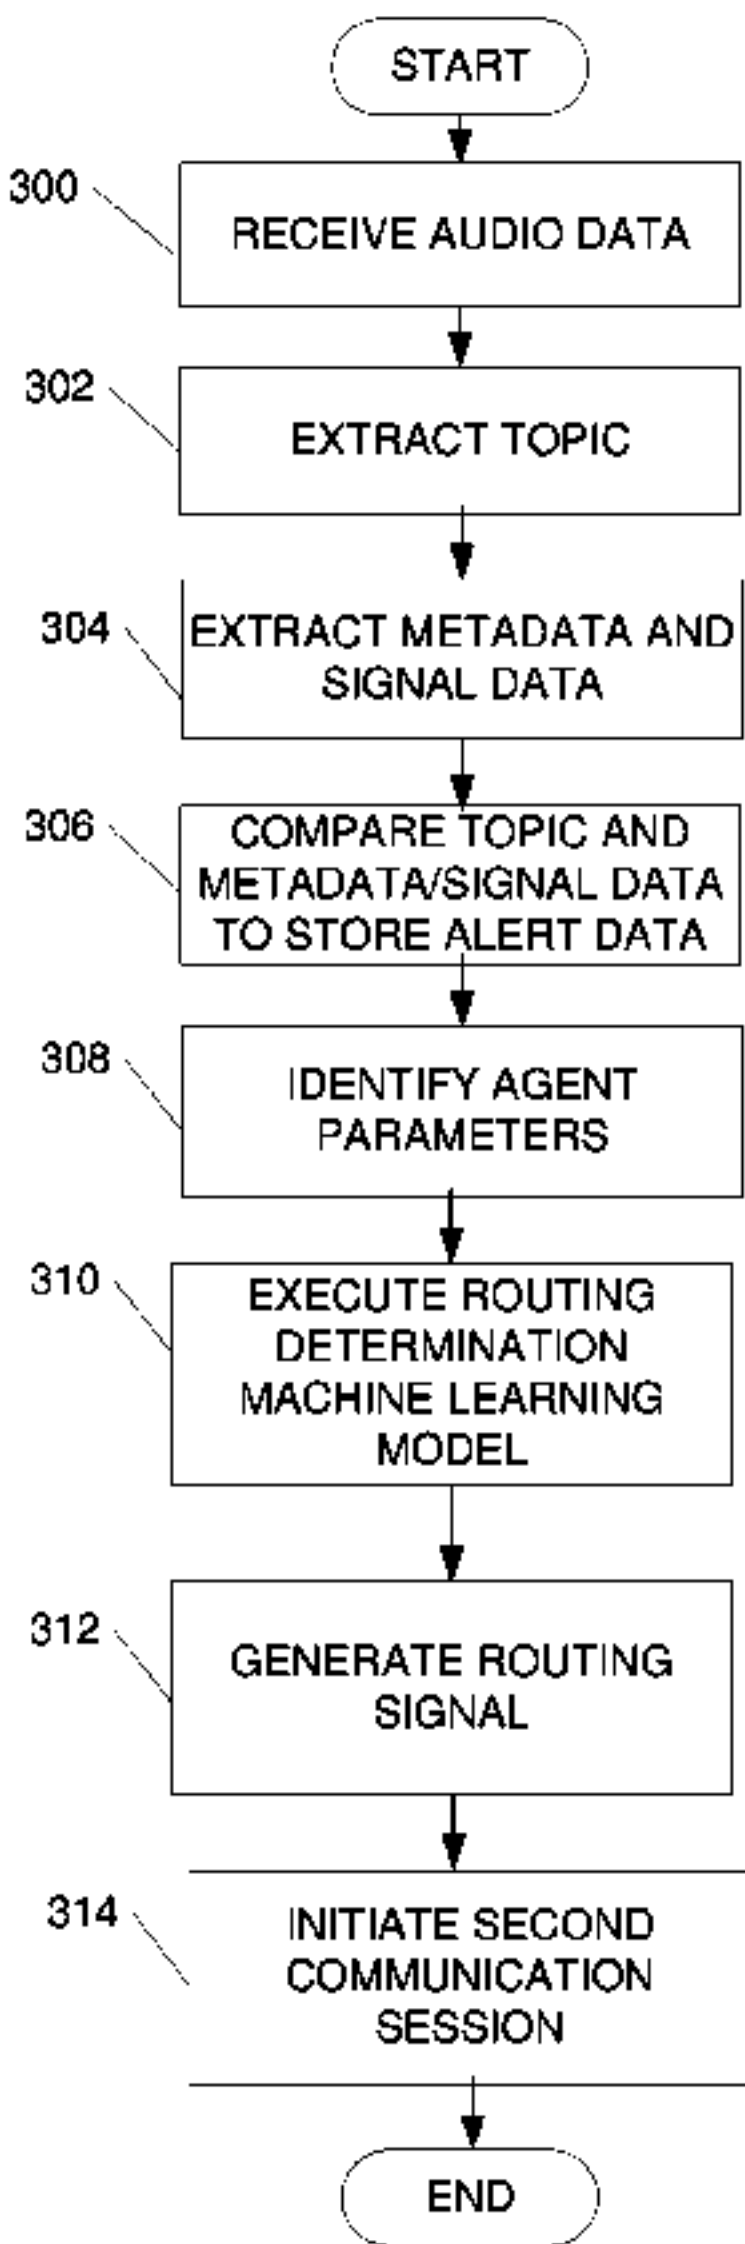 START
300
RECEIVE AUDIO DATA
302
EXTRACT TOPIC
304
EXTRACT METADATA AND
SIGNAL DATA
306
COMPARE TOPIC AND
METADATA/SIGNAL DATA
TO STORE ALERT DATA
308
IDENTIFY AGENT
PARAMETERS
310
EXECUTE ROUTING
DETERMINATION
MACHINE LEARNING
MODEL
312
GENERATE ROUTING
SIGNAL
314
INITIATE SECOND
COMMUNICATION
SESSION
END